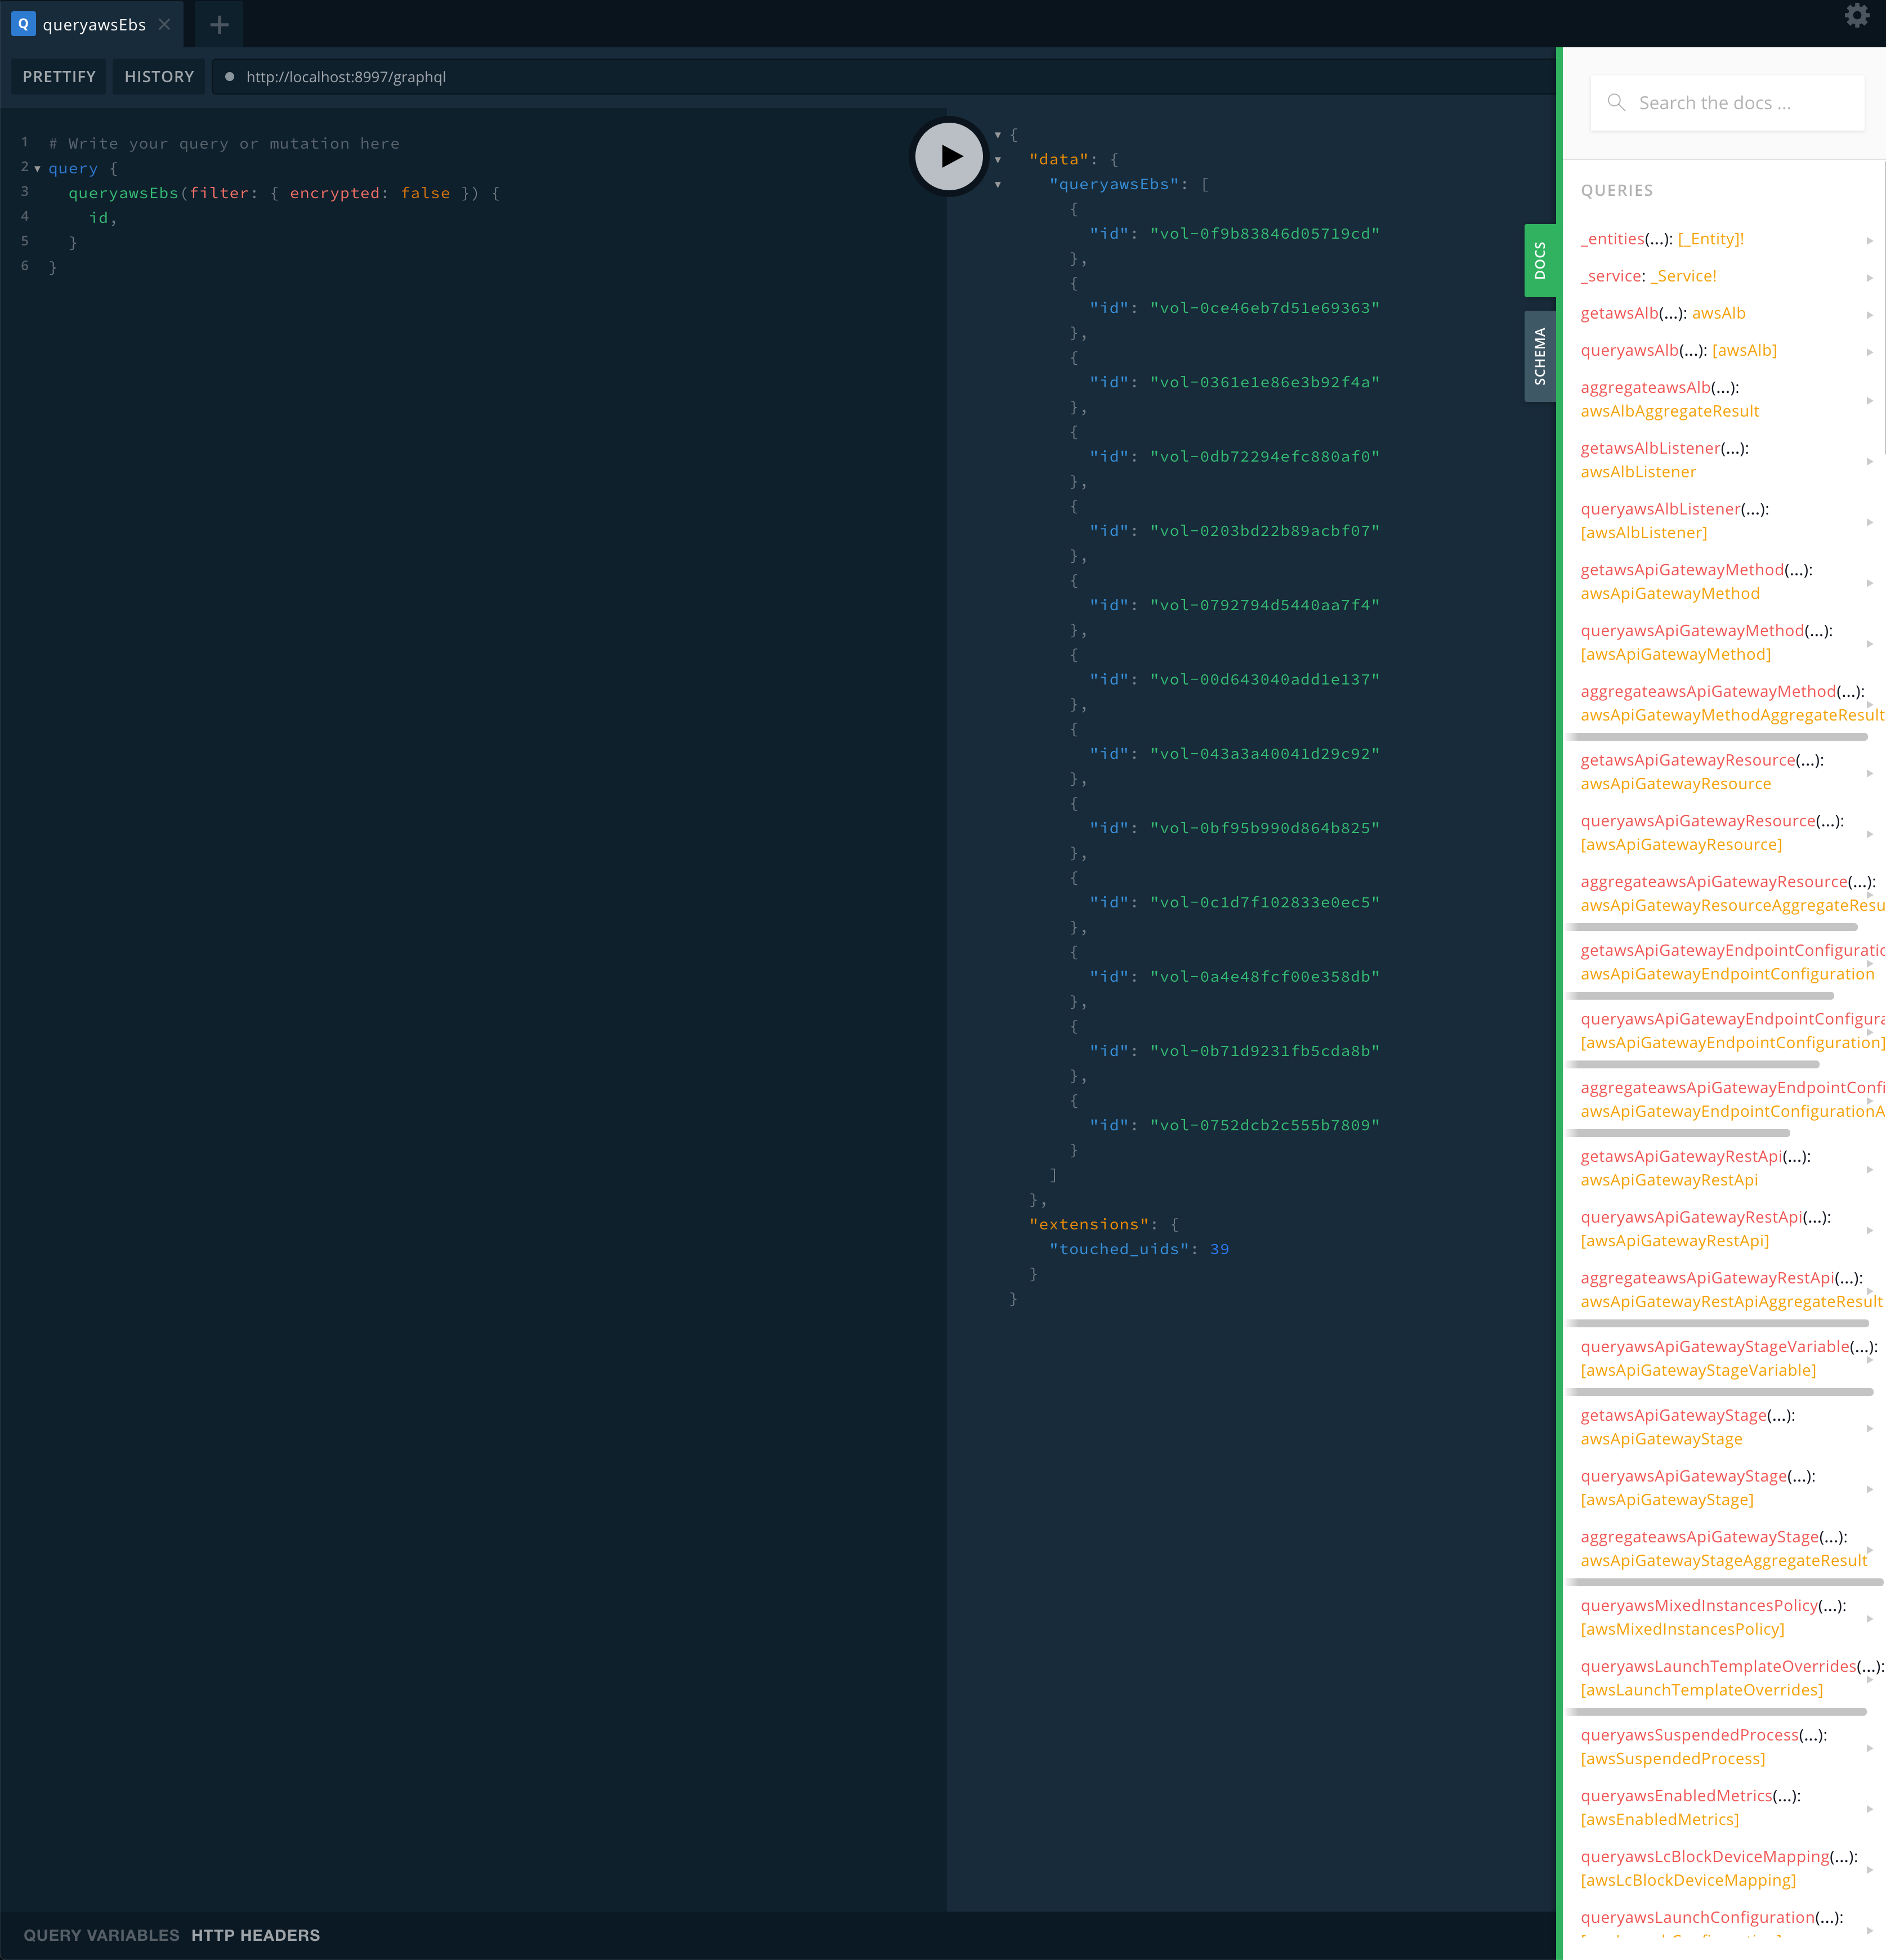 Q queryawsEbs
PRETTIFY HISTORY http://localhost:8997/graphql
1 # Write your query or mutation here
2 query {
3 queryawsEbs(filter: { encrypted: false }) {
4 id,
5 }
6 }
{
"data": {
"queryawsEbs": [
{
"id": "vol-0f9b83846d05719cd"
},
{
"id": "vol-0ce46eb7d51e69363"
},
{
"id": "vol-0361e1e86e3b92f4a"
},
{
"id": "vol-0db72294efc880af0"
},
{
"id": "vol-0203bd22b89acbf07"
},
{
"id": "vol-0792794d5440aa7f4"
},
{
"id": "vol-00d643040add1e137"
},
{
"id": "vol-043a3a40041d29c92"
},
{
"id": "vol-0bf95b990d864b825"
},
{
"id": "vol-0c1d7f102833e0ec5"
},
{
"id": "vol-0a4e48fcf00e358db"
},
{
"id": "vol-0b71d9231fb5cda8b"
},
{
"id": "vol-0752dcb2c555b7809"
}
]
},
"extensions": {
"touched_uids": 39
}
}
DOCS
SCHEMA
Search the docs ...
QUERIES
_entities(...): [_Entity]!
_service: _Service!
getawsAlb(...): awsAlb
queryawsAlb(...): [awsAlb]
aggregateawsAlb(...):
awsAlbAggregateResult
getawsAlbListener(...):
awsAlbListener
queryawsAlbListener(...):
[awsAlbListener]
getawsApiGatewayMethod(...):
awsApiGatewayMethod
queryawsApiGatewayMethod(...):
[awsApiGatewayMethod]
aggregateawsApiGatewayMethod(...):
awsApiGatewayMethodAggregateResult
getawsApiGatewayResource(...):
awsApiGatewayResource
queryawsApiGatewayResource(...):
[awsApiGatewayResource]
aggregateawsApiGatewayResource(...):
awsApiGatewayResourceAggregateResu
getawsApiGatewayEndpointConfiguratio
awsApiGatewayEndpointConfiguration
queryawsApiGatewayEndpointConfigura
[awsApiGatewayEndpointConfiguration]
aggregateawsApiGatewayEndpointConfi
awsApiGatewayEndpointConfigurationA
getawsApiGatewayRestApi(...):
awsApiGatewayRestApi
queryawsApiGatewayRestApi(...):
[awsApiGatewayRestApi]
aggregateawsApiGatewayRestApi(...):
awsApiGatewayRestApiAggregateResult
queryawsApiGatewayStageVariable(...):
[awsApiGatewayStageVariable]
getawsApiGatewayStage(...):
awsApiGatewayStage
queryawsApiGatewayStage(...):
[awsApiGatewayStage]
aggregateawsApiGatewayStage(...):
awsApiGatewayStageAggregateResult
queryawsMixedInstancesPolicy(...):
[awsMixedInstancesPolicy]
queryawsLaunchTemplateOverrides(...):
[awsLaunchTemplateOverrides]
queryawsSuspendedProcess(...):
[awsSuspendedProcess]
queryawsEnabledMetrics(...):
[awsEnabledMetrics]
queryawsLcBlockDeviceMapping(...):
[awsLcBlockDeviceMapping]
queryawsLaunchConfiguration(...):
QUERY VARIABLES HTTP HEADERS